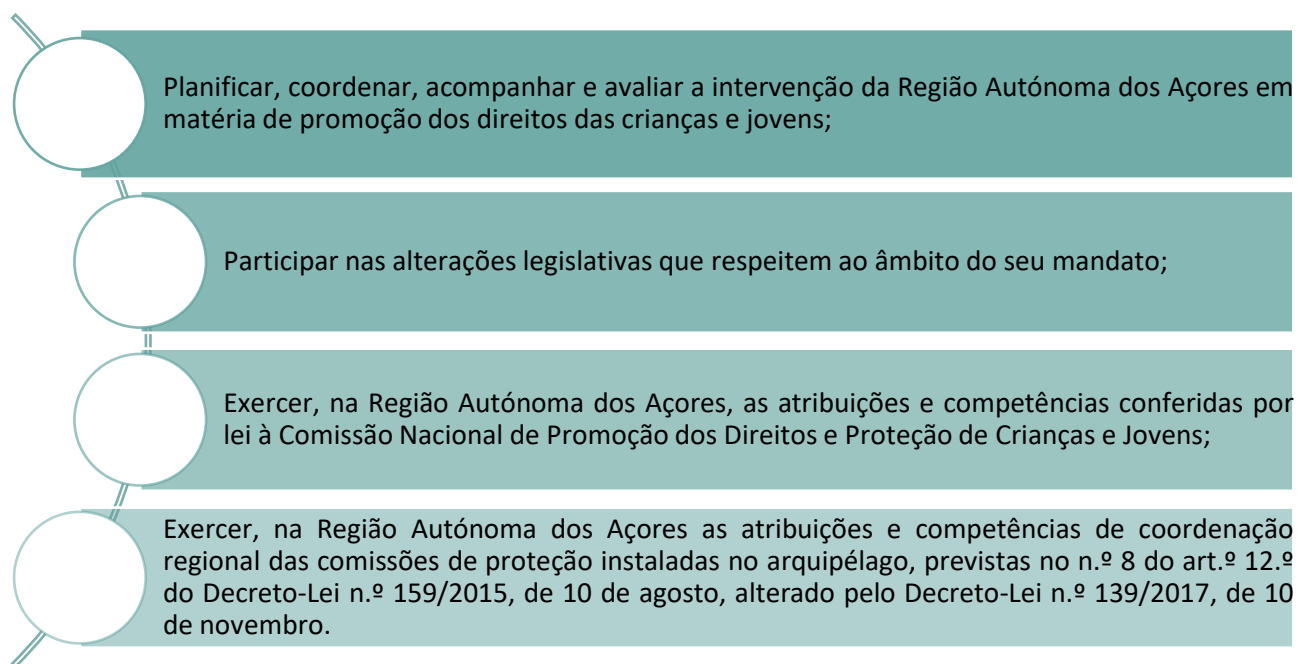 Planificar, coordenar, acompanhar e avaliar a intervenção da Região Autónoma dos Açores em
matéria de promoção dos direitos das crianças e jovens;
Participar nas alterações legislativas que respeitem ao âmbito do seu mandato;
Exercer, na Região Autónoma dos Açores, as atribuições e competências conferidas por
lei à Comissão Nacional de Promoção dos Direitos e Proteção de Crianças e Jovens;
Exercer, na Região Autónoma dos Açores as atribuições e competências de coordenação
regional das comissões de proteção instaladas no arquipélago, previstas no n.º 8 do art.º 12.º
do Decreto-Lei n.º 159/2015, de 10 de agosto, alterado pelo Decreto-Lei n.º 139/2017, de 10
de novembro.